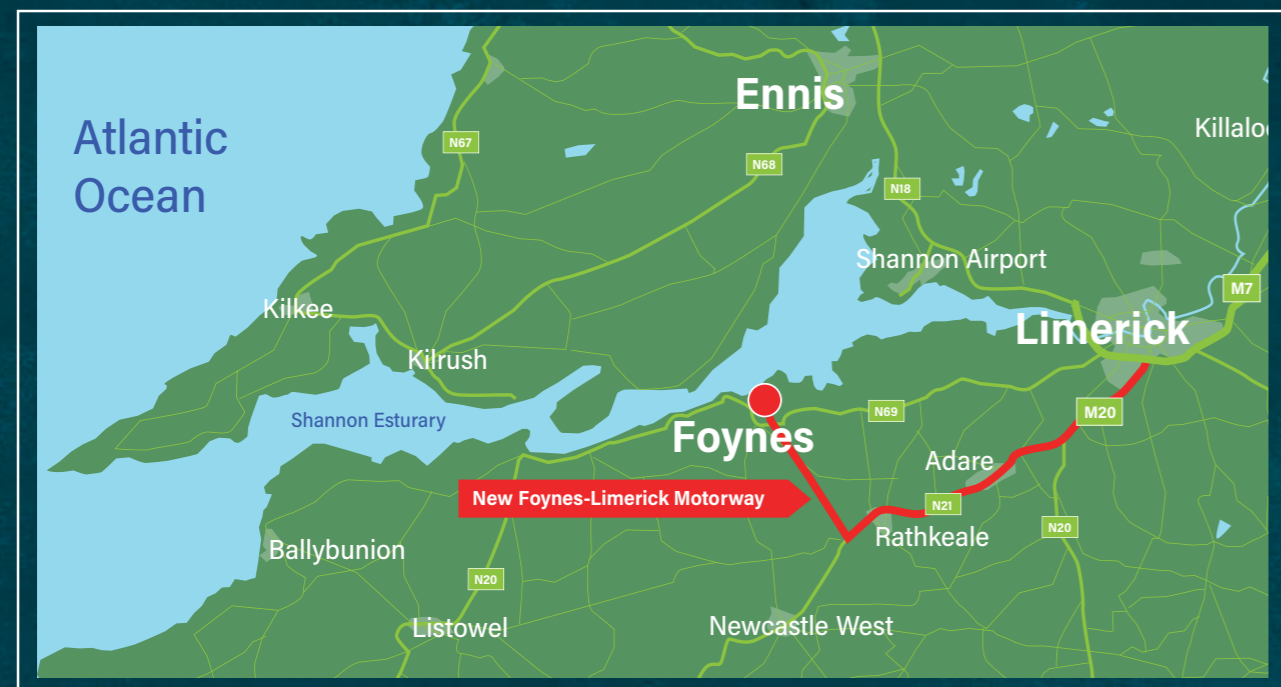 Ennis
Atlantic
Ocean
Killalo
N67
N68
N18
Shannon Airport
M7
Kilkee
Limerick
Kilrush
N69
M20
Shannon Esturary
Foynes
Adare
New Foynes-Limerick Motorway
N21
N20
Rathkeale
Ballybunion
N20
Listowel
Newcastle West